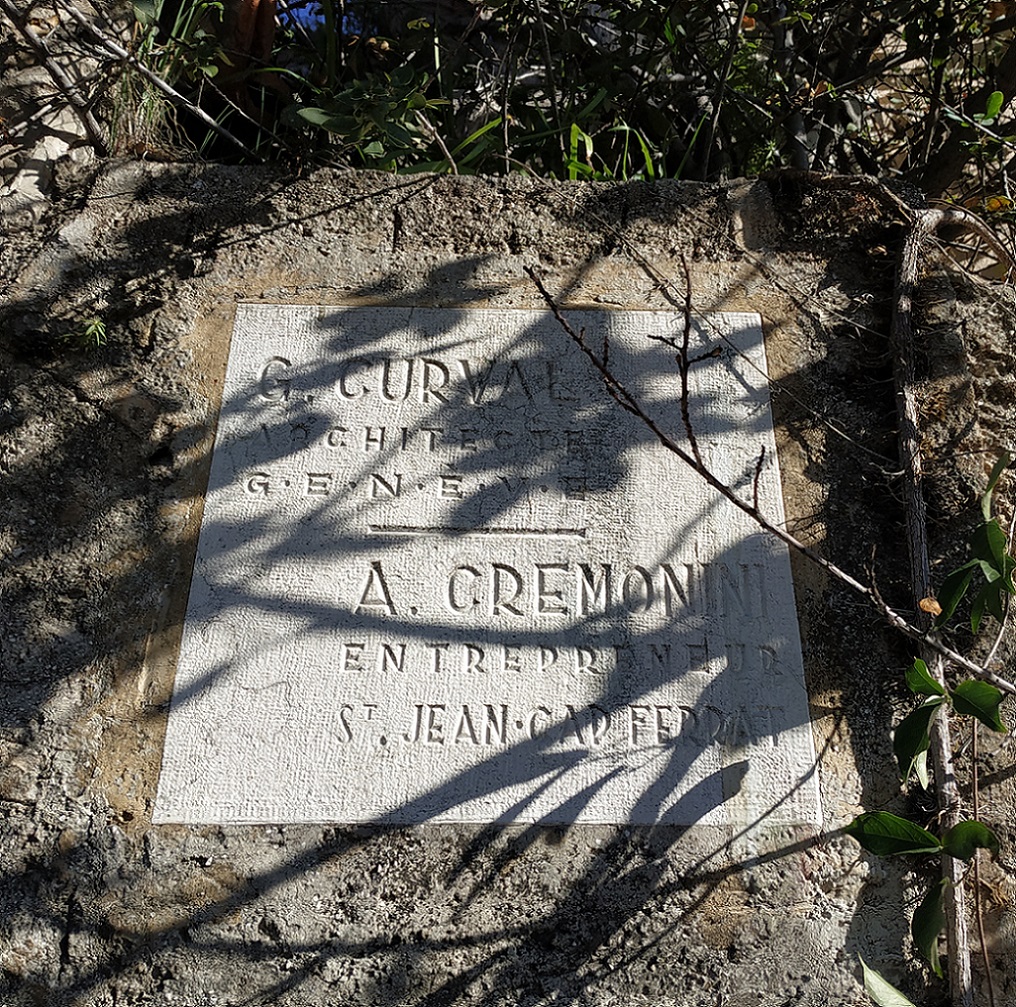 G. CURVAL
ARCHITECTE
G·E·N·E·V·E
A. CREMONINI
ENTREPRENEUR
ST. JEAN·CAP FERRAT